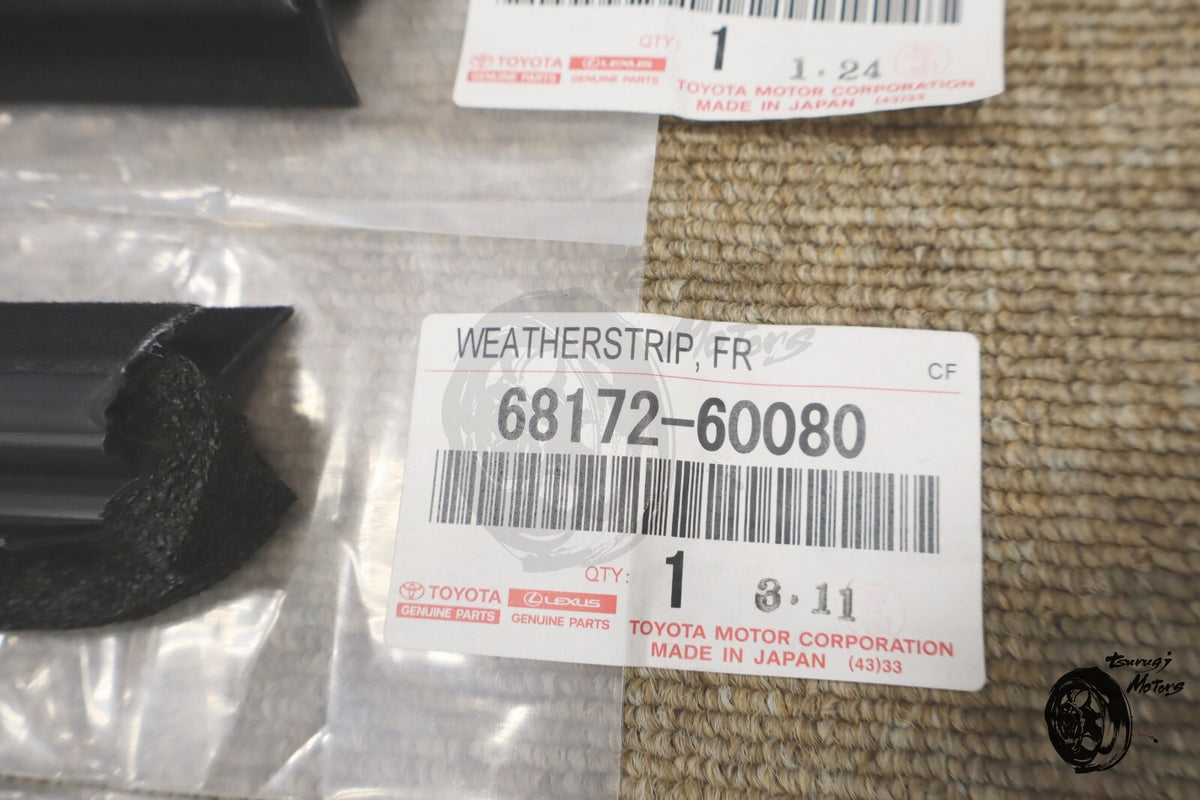 QTY: 1 1·24
TOYOTA LEXUS
GENUINE PARTS GENUINE PARTS
TOYOTA MOTOR CORPORATION
MADE IN JAPAN (43)33
WEATHERSTRIP, FR
CF
68172-60080
QTY: 1 3·11
TOYOTA LEXUS
GENUINE PARTS GENUINE PARTS
TOYOTA MOTOR CORPORATION
MADE IN JAPAN (43)33
Motors
Tsurugi
Motors